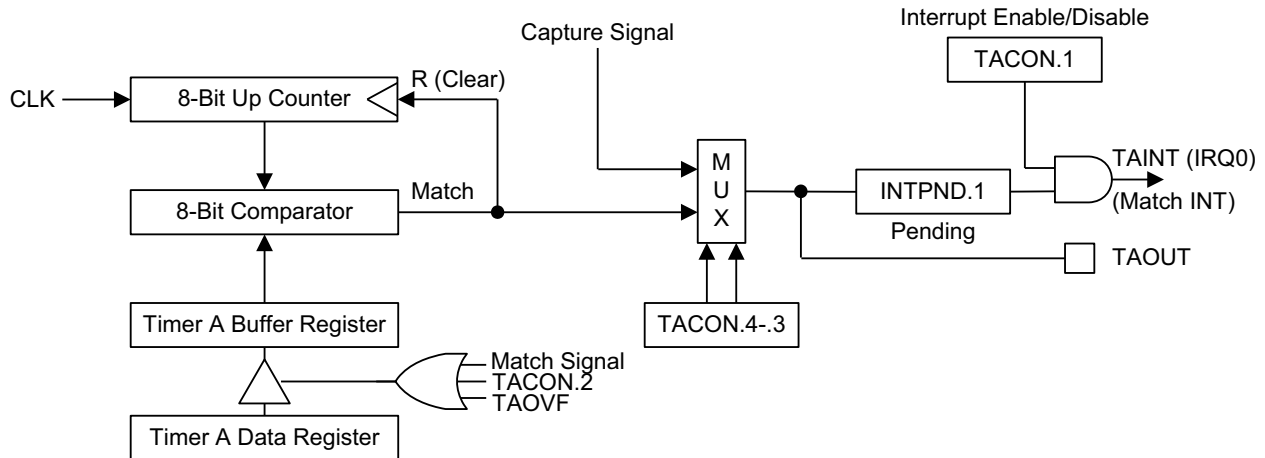 Interrupt Enable/Disable
Capture Signal
TACON.1
R (Clear)
CLK
8-Bit Up Counter
M
U
X
TAINT (IRQ0)
INTPND.1
(Match INT)
Match
8-Bit Comparator
Pending
TAOUT
Timer A Buffer Register
TACON.4-.3
Match Signal
TACON.2
TAOVF
Timer A Data Register